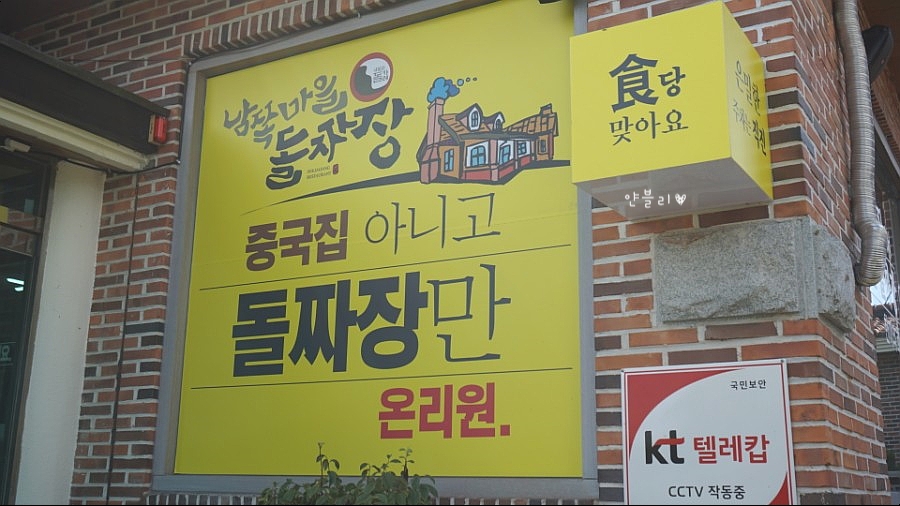 남작마을
돌짜장
중국집 아니고
돌짜장만
온리원.
食당
맞아요
얀블리
국민보안
kt 텔레캅
CCTV 작동중